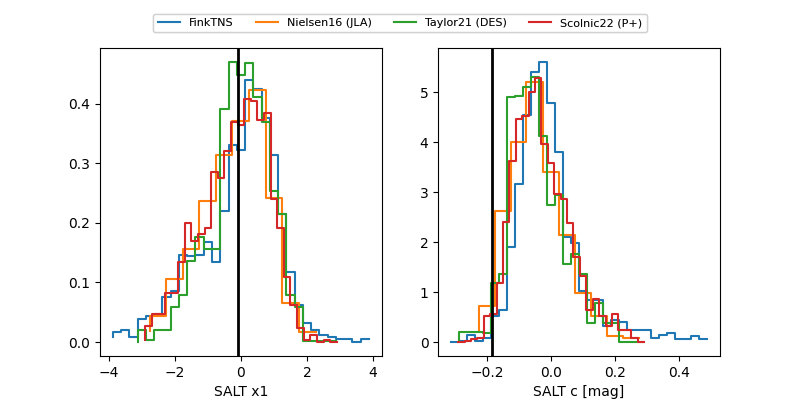 FinkTNS Nielsen16 (JLA) Taylor21 (DES) Scolnic22 (P+)
0.4
0.3
0.2
0.1
0.0
−4 −2 0 2 4
SALT x1
5
4
3
2
1
0
−0.2 0.0 0.2 0.4
SALT c [mag]